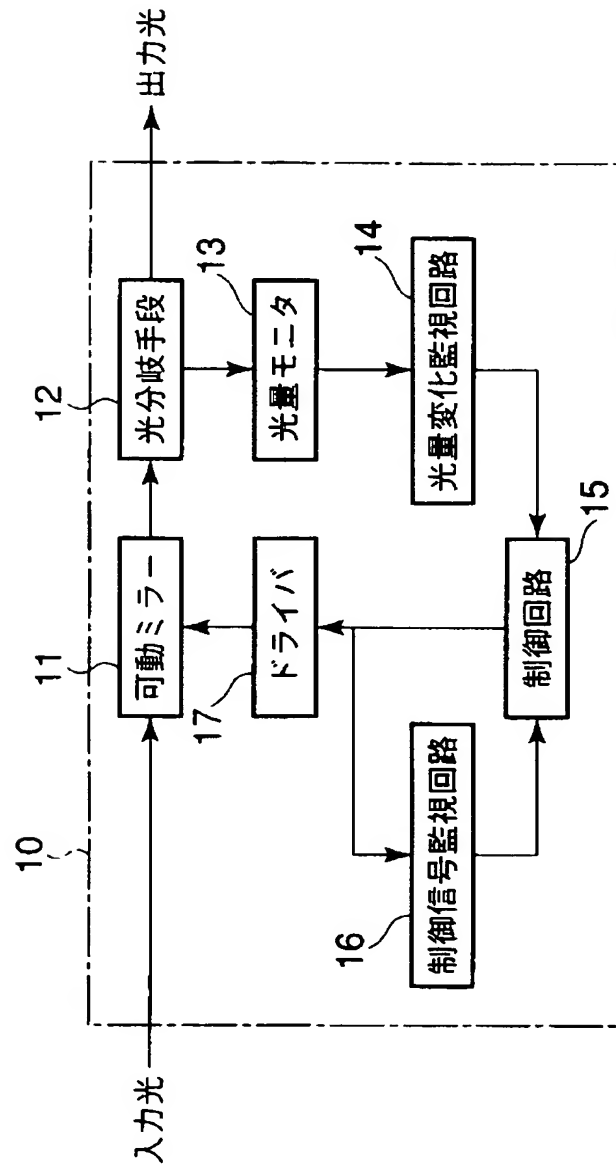 10
入力光
11
可動ミラー
12
光分岐手段
出力光
17
ドライバ
13
光量モニタ
16
制御信号監視回路
14
光量変化監視回路
制御回路
15